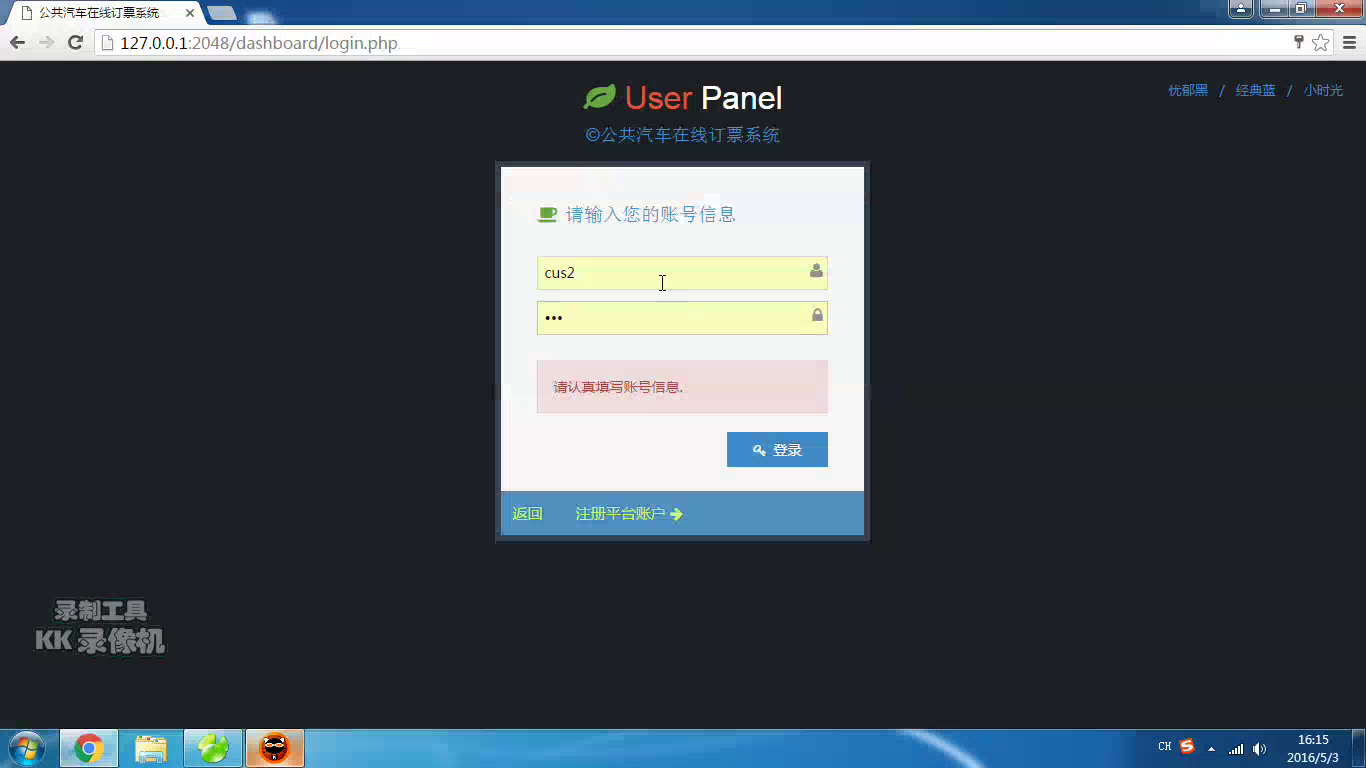 公共汽车在线订票系统
127.0.0.1:2048/dashboard/login.php
User Panel
©公共汽车在线订票系统
忧郁黑 / 经典蓝 / 小时光
请输入您的账号信息
cus2
•••
请认真填写账号信息.
登录
返回 注册平台账户
录制工具
KK 录像机
CH
16:15
2016/5/3